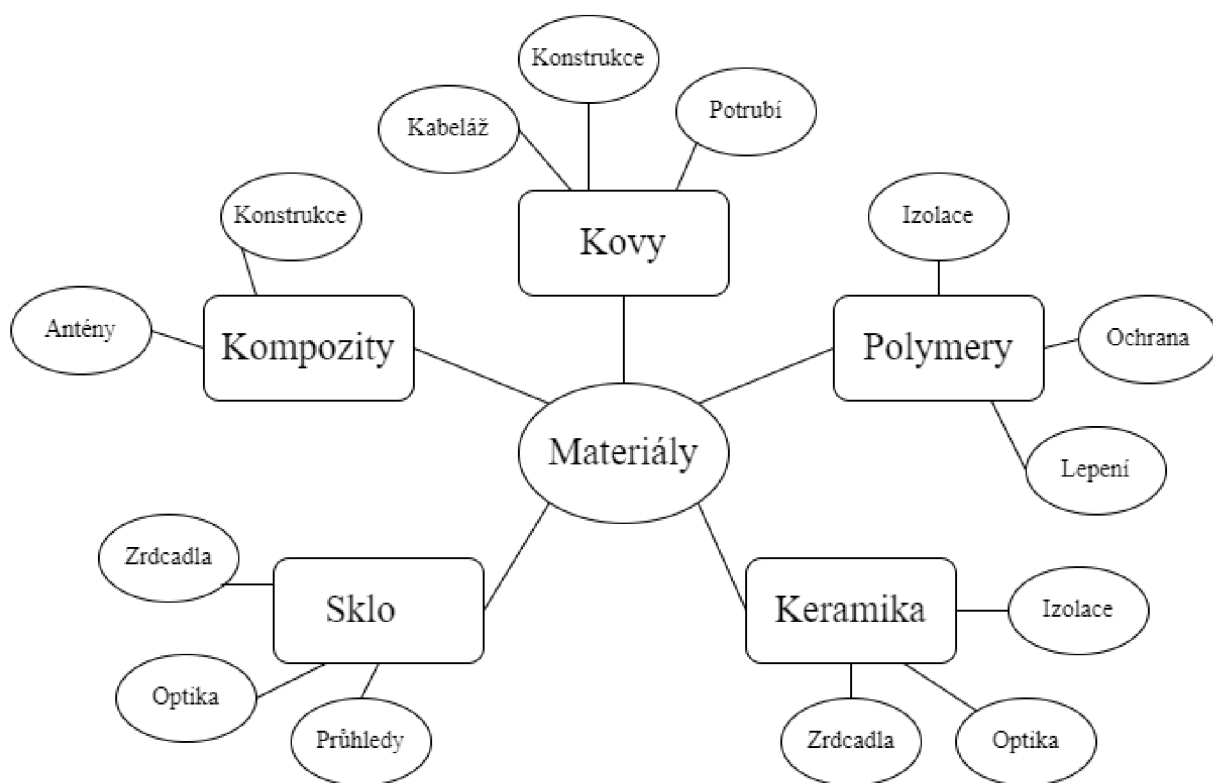 Konstrukce
Kabeláž
Potrubí
Konstrukce
Izolace
Kovy
Antény
Kompozity
Polymery
Ochrana
Materiály
Lepení
Zrdcadla
Sklo
Keramika
Izolace
Optika
Průhledy
Zrdcadla
Optika